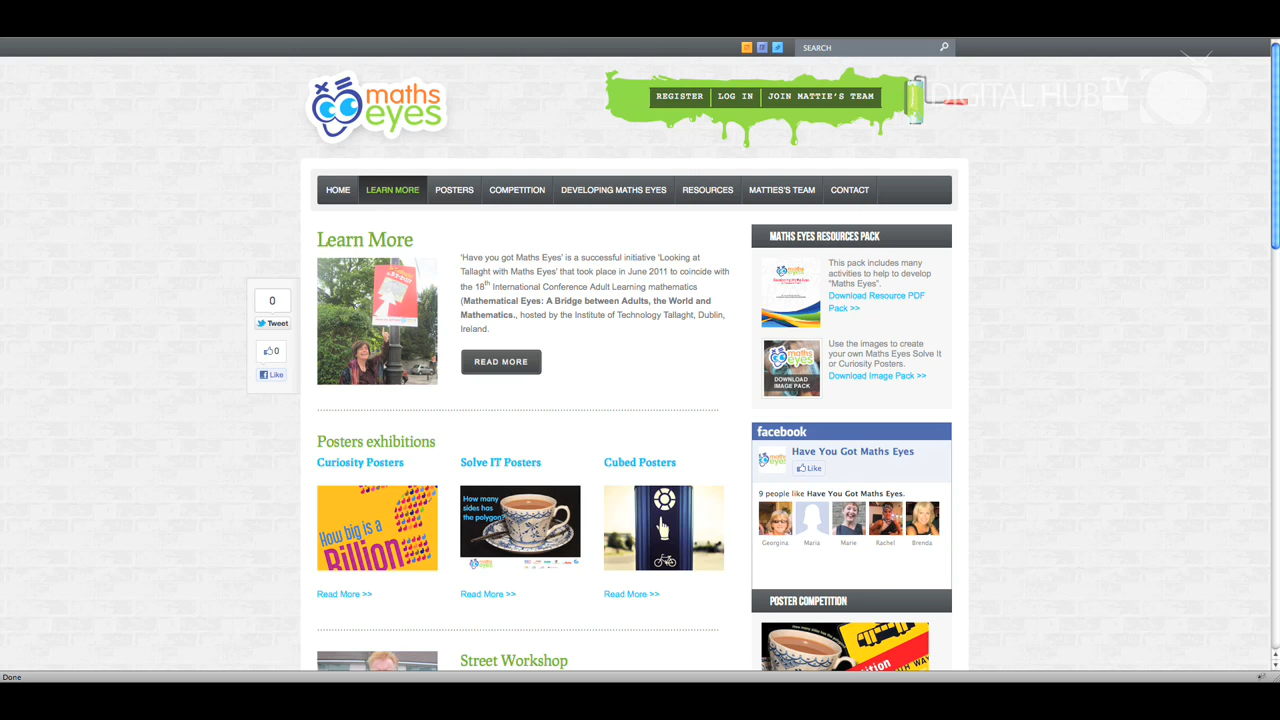 SEARCH
maths
eyes
REGISTER LOG IN JOIN MATTIE'S TEAM
DIGITAL HUB TV
HOME LEARN MORE POSTERS COMPETITION DEVELOPING MATHS EYES RESOURCES MATTIES'S TEAM CONTACT
Learn More
'Have you got Maths Eyes' is a successful initiative 'Looking at
Tallaght with Maths Eyes' that took place in June 2011 to coincide with
the 18th International Conference Adult Learning mathematics
(Mathematical Eyes: A Bridge between Adults, the World and
Mathematics., hosted by the Institute of Technology Tallaght, Dublin,
Ireland.
READ MORE
0
Tweet
0
Like
Posters exhibitions
Curiosity Posters Solve IT Posters Cubed Posters
How big is a
Billion
How many
sides has
the polygon?
Read More >> Read More >> Read More >>
Street Workshop
MATHS EYES RESOURCES PACK
maths
eyes
This pack includes many
activities to help to develop
"Maths Eyes".
Download Resource PDF
Pack >>
maths
eyes
DOWNLOAD
IMAGE PACK
Use the images to create
your own Maths Eyes Solve It
or Curiosity Posters.
Download Image Pack >>
facebook
maths
eyes
Have You Got Maths Eyes
Like
9 people like Have You Got Maths Eyes.
Georgina Maria Marie Rachel Brenda
POSTER COMPETITION
Done